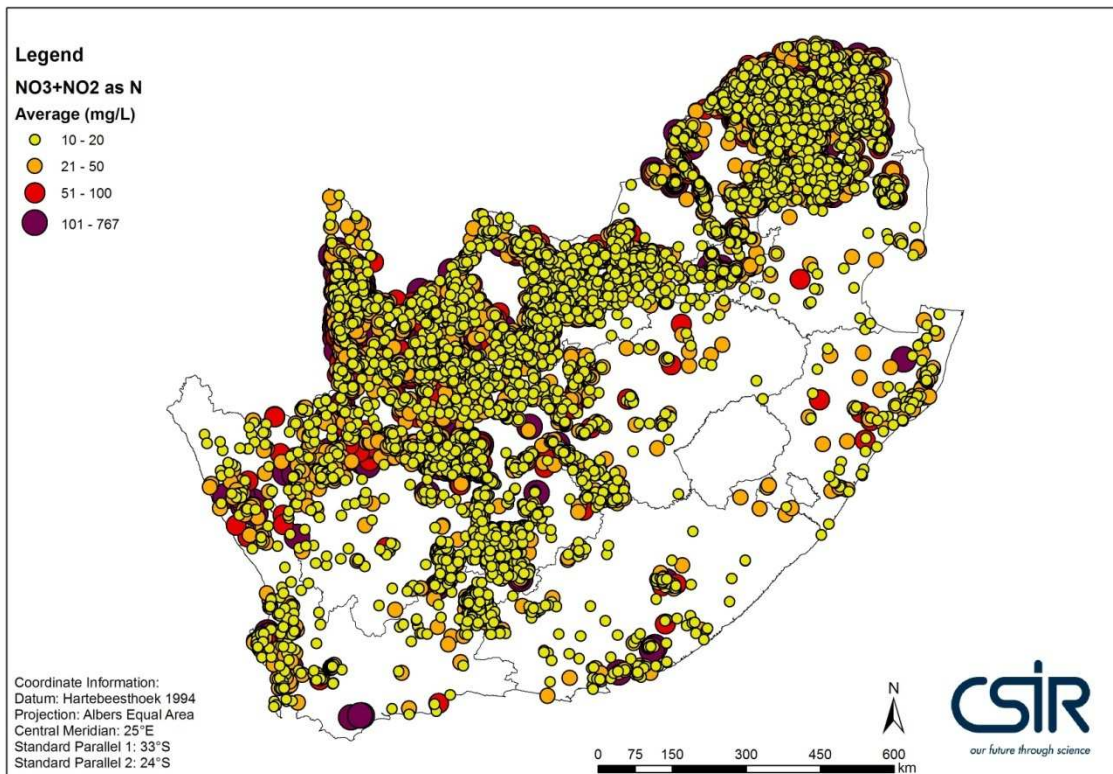 Legend
NO3+NO2 as N
Average (mg/L)
10 - 20
21 - 50
51 - 100
101 - 767
Coordinate Information:
Datum: Hartebeesthoek 1994
Projection: Albers Equal Area
Central Meridian: 25°E
Standard Parallel 1: 33°S
Standard Parallel 2: 24°S
N
0 75 150 300 450 600
km
CSIR
our future through science